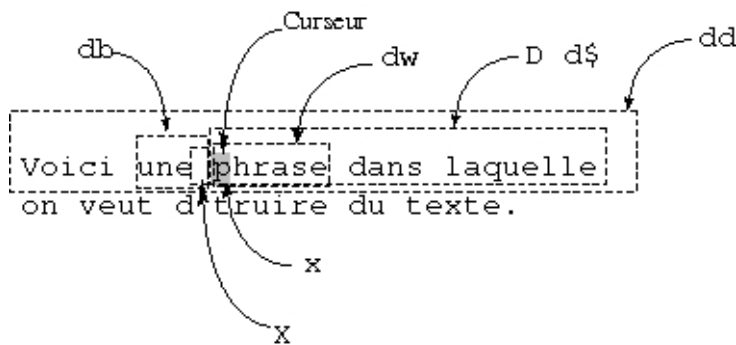 Curseur
db
dw
D d$
dd
Voici une phrase dans laquelle
on veut d truire du texte.
x
X